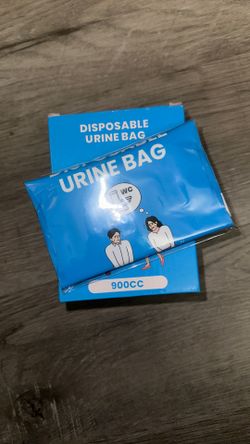 DISPOSABLE
URINE BAG
URINE BAG
WC
900CC